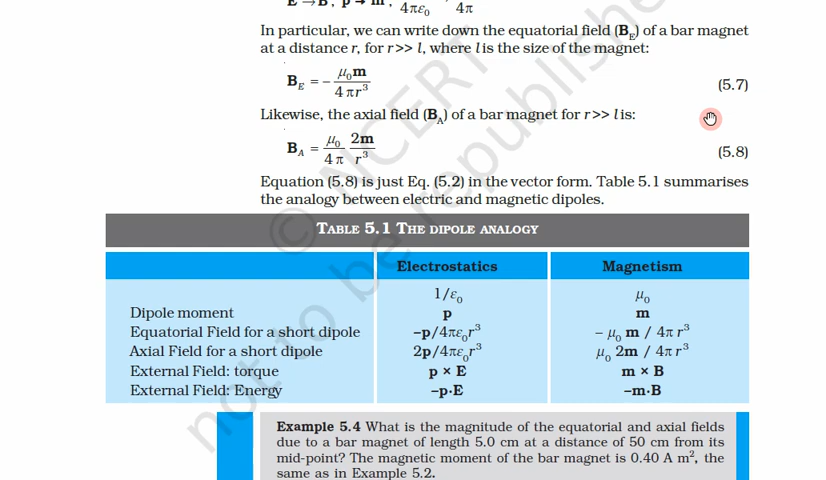 E → B, p → m,
4πε₀ 4π
In particular, we can write down the equatorial field (B_E) of a bar magnet
at a distance r, for r >> l, where l is the size of the magnet:
B_E = − μ₀m / 4πr³ (5.7)
Likewise, the axial field (B_A) of a bar magnet for r >> l is:
B_A = μ₀/4π 2m/r³ (5.8)
Equation (5.8) is just Eq. (5.2) in the vector form. Table 5.1 summarises
the analogy between electric and magnetic dipoles.
TABLE 5.1 THE DIPOLE ANALOGY
Electrostatics Magnetism
1/ε₀ μ₀
Dipole moment p m
Equatorial Field for a short dipole –p/4πε₀r³ – μ₀ m / 4π r³
Axial Field for a short dipole 2p/4πε₀r³ μ₀ 2m / 4π r³
External Field: torque p × E m × B
External Field: Energy –p·E –m·B
Example 5.4 What is the magnitude of the equatorial and axial fields
due to a bar magnet of length 5.0 cm at a distance of 50 cm from its
mid-point? The magnetic moment of the bar magnet is 0.40 A m², the
same as in Example 5.2.
© NCERT
not to be republished